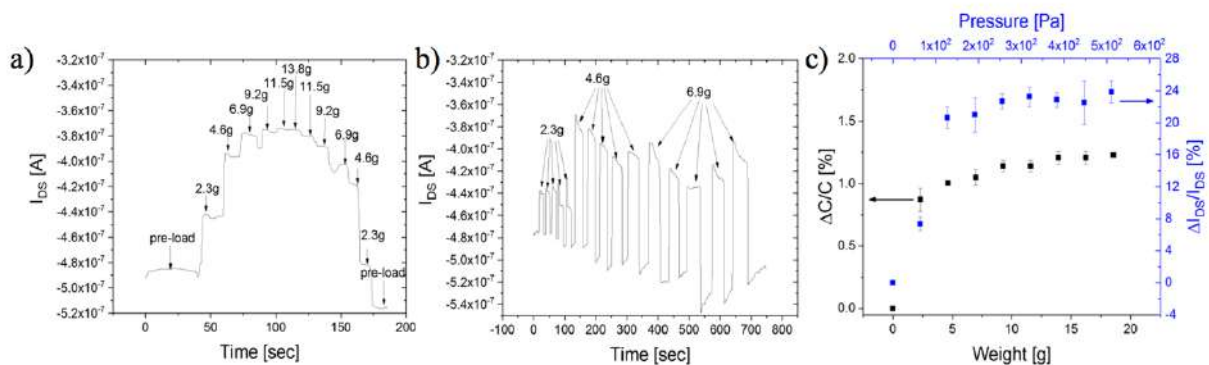 a)
I_DS [A]
-3.2x10⁻⁷
-3.4x10⁻⁷
-3.6x10⁻⁷
-3.8x10⁻⁷
-4.0x10⁻⁷
-4.2x10⁻⁷
-4.4x10⁻⁷
-4.6x10⁻⁷
-4.8x10⁻⁷
-5.0x10⁻⁷
-5.2x10⁻⁷
pre-load
2.3g
4.6g
6.9g
9.2g
11.5g
13.8g
11.5g
9.2g
6.9g
4.6g
2.3g
pre-load
0 50 100 150 200
Time [sec]
b)
I_DS [A]
-3.2x10⁻⁷
-3.4x10⁻⁷
-3.6x10⁻⁷
-3.8x10⁻⁷
-4.0x10⁻⁷
-4.2x10⁻⁷
-4.4x10⁻⁷
-4.6x10⁻⁷
-4.8x10⁻⁷
-5.0x10⁻⁷
-5.2x10⁻⁷
-5.4x10⁻⁷
2.3g
4.6g
6.9g
-100 0 100 200 300 400 500 600 700 800
Time [sec]
c)
Pressure [Pa]
0 1x10² 2x10² 3x10² 4x10² 5x10² 6x10²
ΔC/C [%]
2.0
1.5
1.0
0.5
0.0
28
24
20
16
12
8
4
0
-4
ΔI_DS/I_DS [%]
0 5 10 15 20
Weight [g]